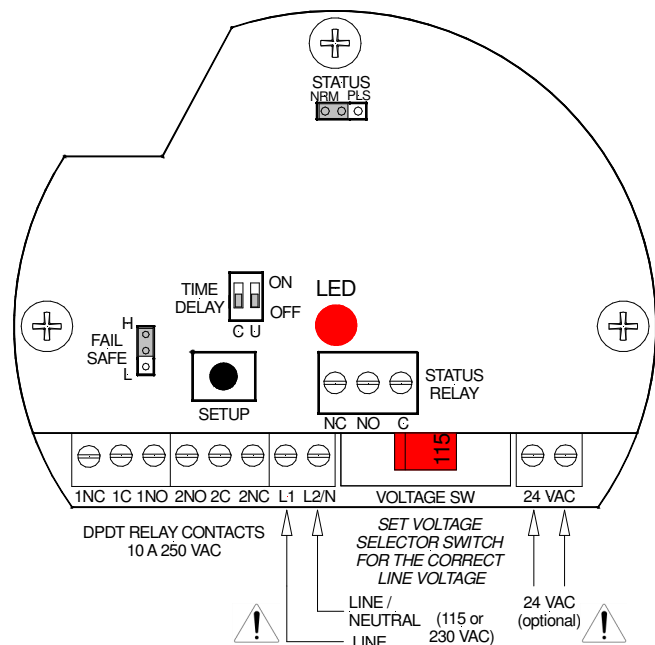 STATUS
NRM PLS
TIME
DELAY
ON
OFF
C U
LED
H
FAIL
SAFE
L
SETUP
STATUS
RELAY
NC NO C
115
1NC 1C 1NO 2NO 2C 2NC L1 L2/N VOLTAGE SW 24 VAC
DPDT RELAY CONTACTS
10 A 250 VAC
SET VOLTAGE
SELECTOR SWITCH
FOR THE CORRECT
LINE VOLTAGE
LINE /
NEUTRAL
LINE
(115 or
230 VAC)
24 VAC
(optional)
!
!